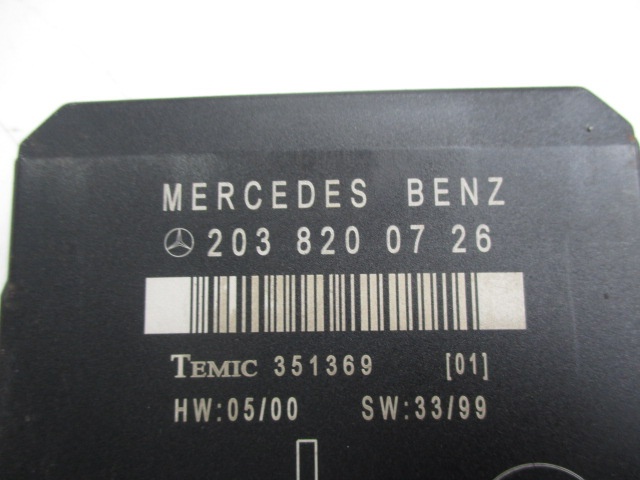 MERCEDES BENZ
203 820 07 26
TEMIC 351369 [01]
HW:05/00 SW:33/99